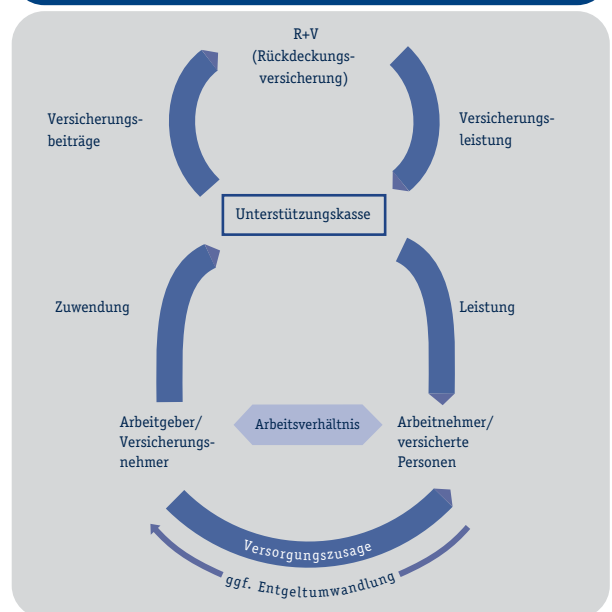 R+V
(Rückdeckungs-
versicherung)
Versicherungs-
beiträge
Versicherungs-
leistung
Unterstützungskasse
Zuwendung
Leistung
Arbeitgeber/
Versicherungs-
nehmer
Arbeitsverhältnis
Arbeitnehmer/
versicherte
Personen
Versorgungszusage
ggf. Entgeltumwandlung